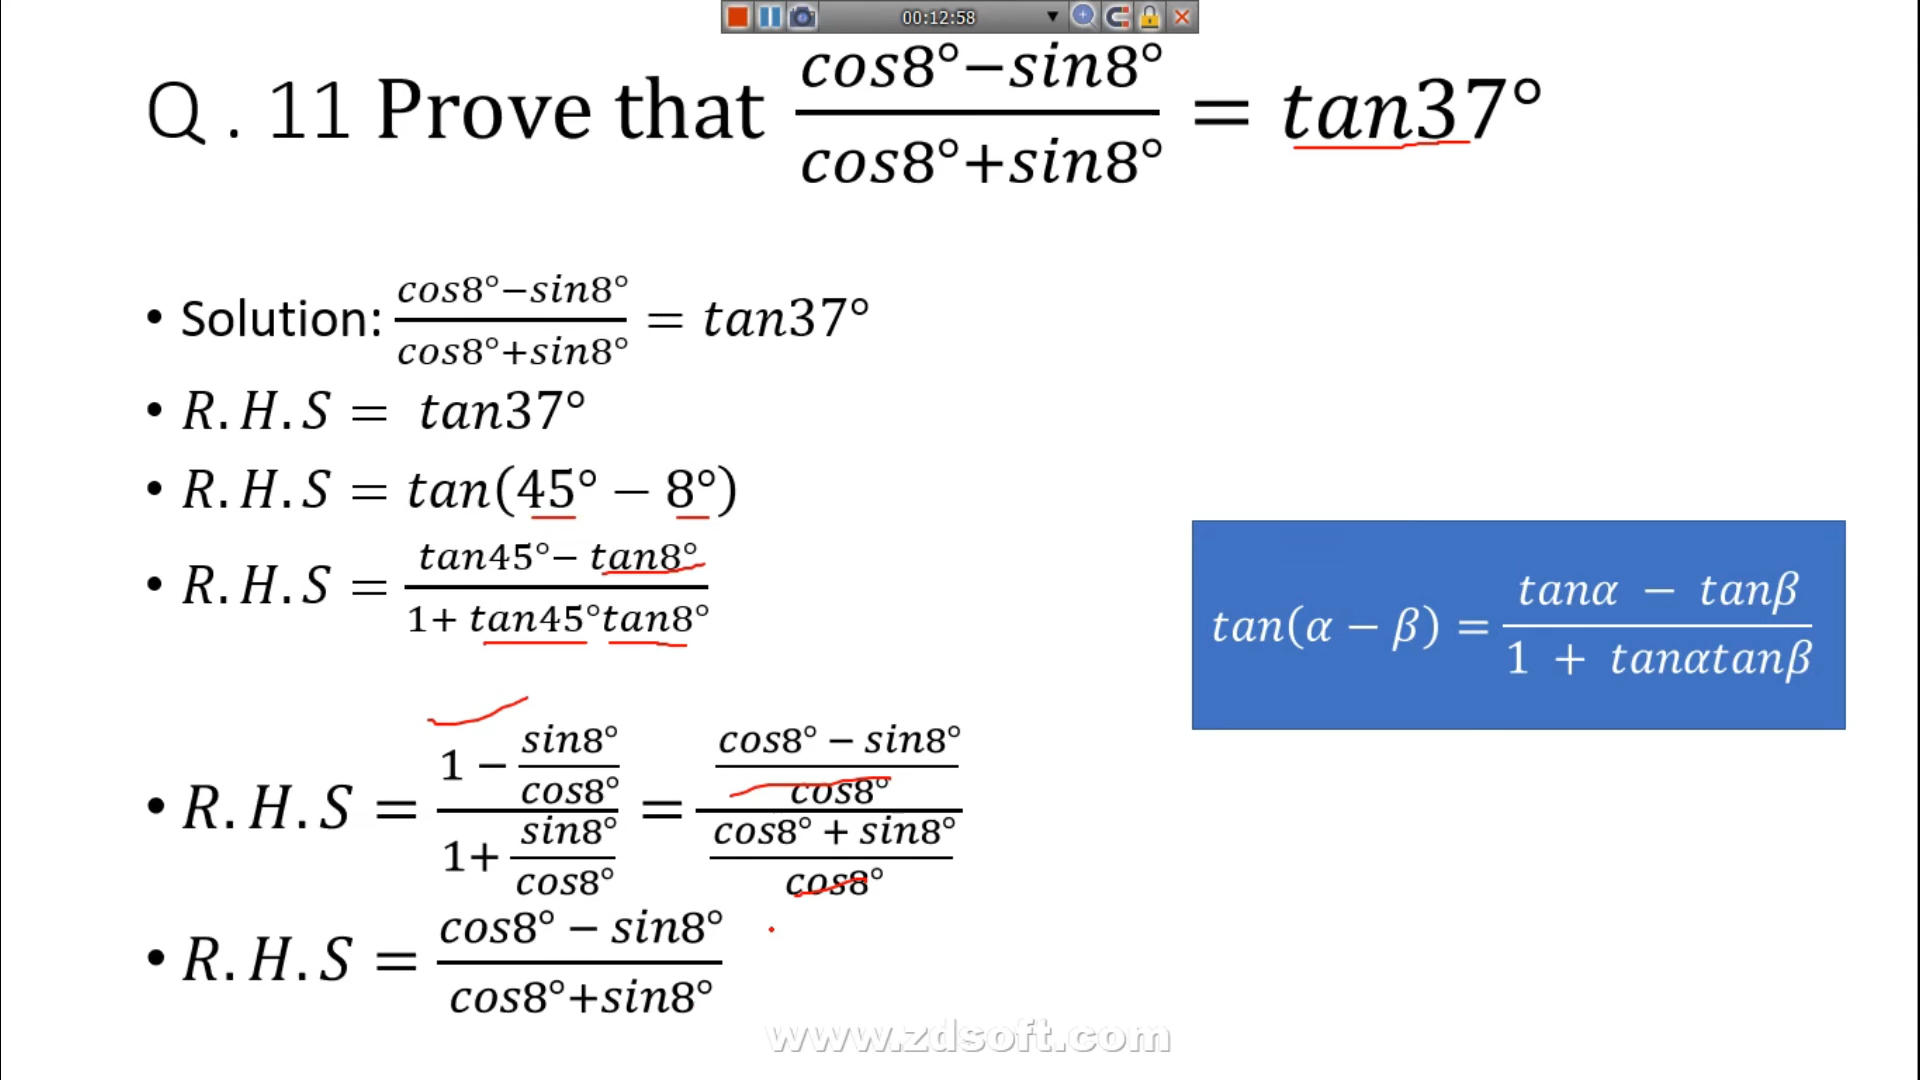 00:12:58
Q . 11 Prove that (cos8°−sin8°)/(cos8°+sin8°) = tan37°
• Solution: (cos8°−sin8°)/(cos8°+sin8°) = tan37°
• R.H.S = tan37°
• R.H.S = tan(45° − 8°)
• R.H.S = (tan45°− tan8°)/(1+ tan45°tan8°)
tan(α − β) = (tanα − tanβ)/(1 + tanαtanβ)
• R.H.S = (1 − sin8°/cos8°)/(1+ sin8°/cos8°) = ((cos8° − sin8°)/cos8°)/((cos8° + sin8°)/cos8°)
• R.H.S = (cos8° − sin8°)/(cos8°+sin8°)
www.zdsoft.com